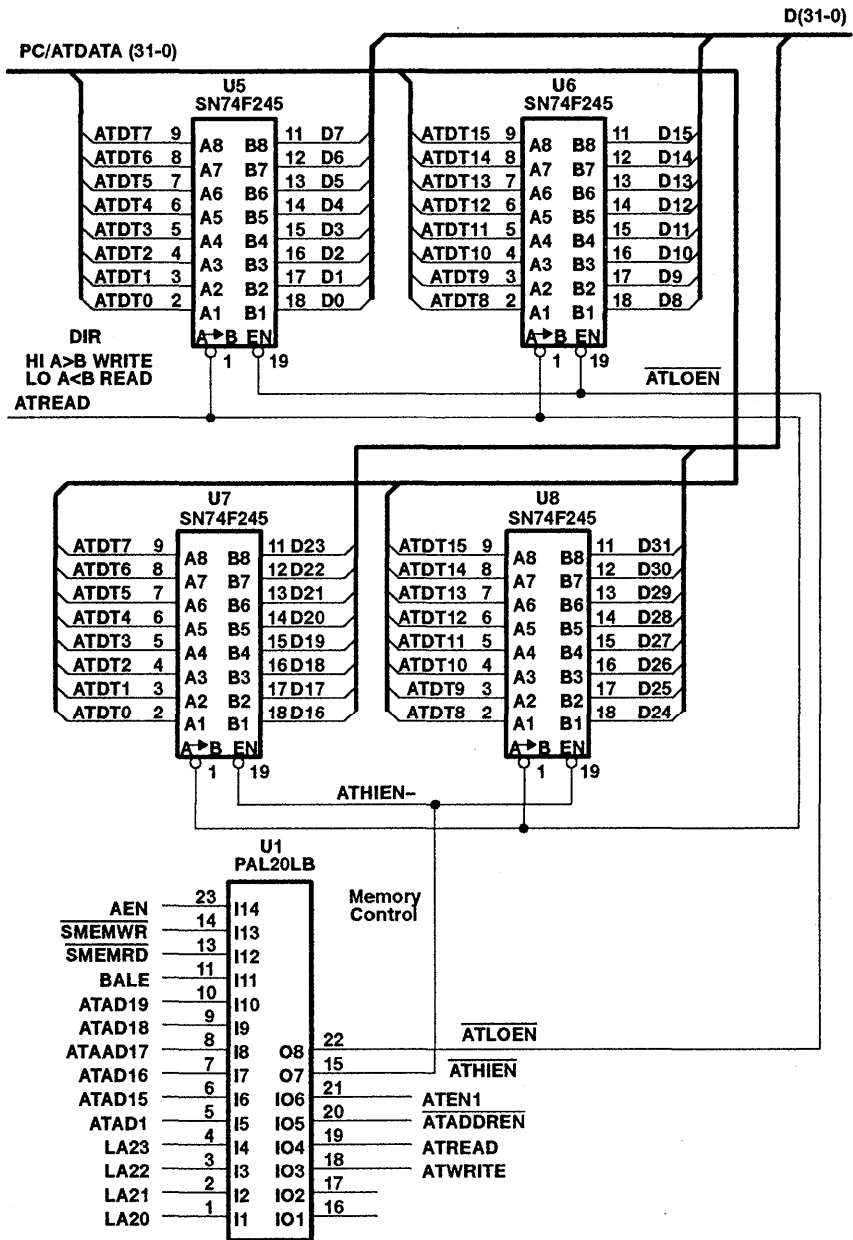 D(31-0)
PC/ATDATA (31-0)
U5
SN74F245
ATDT7 9 A8 B8 11 D7
ATDT6 8 A7 B7 12 D6
ATDT5 7 A6 B6 13 D5
ATDT4 6 A5 B5 14 D4
ATDT3 5 A4 B4 15 D3
ATDT2 4 A3 B3 16 D2
ATDT1 3 A2 B2 17 D1
ATDT0 2 A1 B1 18 D0
A B EN
1 19
U6
SN74F245
ATDT15 9 A8 B8 11 D15
ATDT14 8 A7 B7 12 D14
ATDT13 7 A6 B6 13 D13
ATDT12 6 A5 B5 14 D12
ATDT11 5 A4 B4 15 D11
ATDT10 4 A3 B3 16 D10
ATDT9 3 A2 B2 17 D9
ATDT8 2 A1 B1 18 D8
A B EN
1 19
DIR
HI A>B WRITE
LO A<B READ
ATREAD
ATLOEN
U7
SN74F245
ATDT7 9 A8 B8 11 D23
ATDT6 8 A7 B7 12 D22
ATDT5 7 A6 B6 13 D21
ATDT4 6 A5 B5 14 D20
ATDT3 5 A4 B4 15 D19
ATDT2 4 A3 B3 16 D18
ATDT1 3 A2 B2 17 D17
ATDT0 2 A1 B1 18 D16
A B EN
1 19
U8
SN74F245
ATDT15 9 A8 B8 11 D31
ATDT14 8 A7 B7 12 D30
ATDT13 7 A6 B6 13 D29
ATDT12 6 A5 B5 14 D28
ATDT11 5 A4 B4 15 D27
ATDT10 4 A3 B3 16 D26
ATDT9 3 A2 B2 17 D25
ATDT8 2 A1 B1 18 D24
A B EN
1 19
ATHIEN–
U1
PAL20LB
Memory
Control
AEN 23 I14
SMEMWR 14 I13
SMEMRD 13 I12
BALE 11 I11
ATAD19 10 I10
ATAD18 9 I9
ATAAD17 8 I8
ATAD16 7 I7
ATAD15 6 I6
ATAD1 5 I5
LA23 4 I4
LA22 3 I3
LA21 2 I2
LA20 1 I1
O8 22 ATLOEN
O7 15 ATHIEN
IO6 21 ATEN1
IO5 20 ATADDREN
IO4 19 ATREAD
IO3 18 ATWRITE
IO2 17
IO1 16